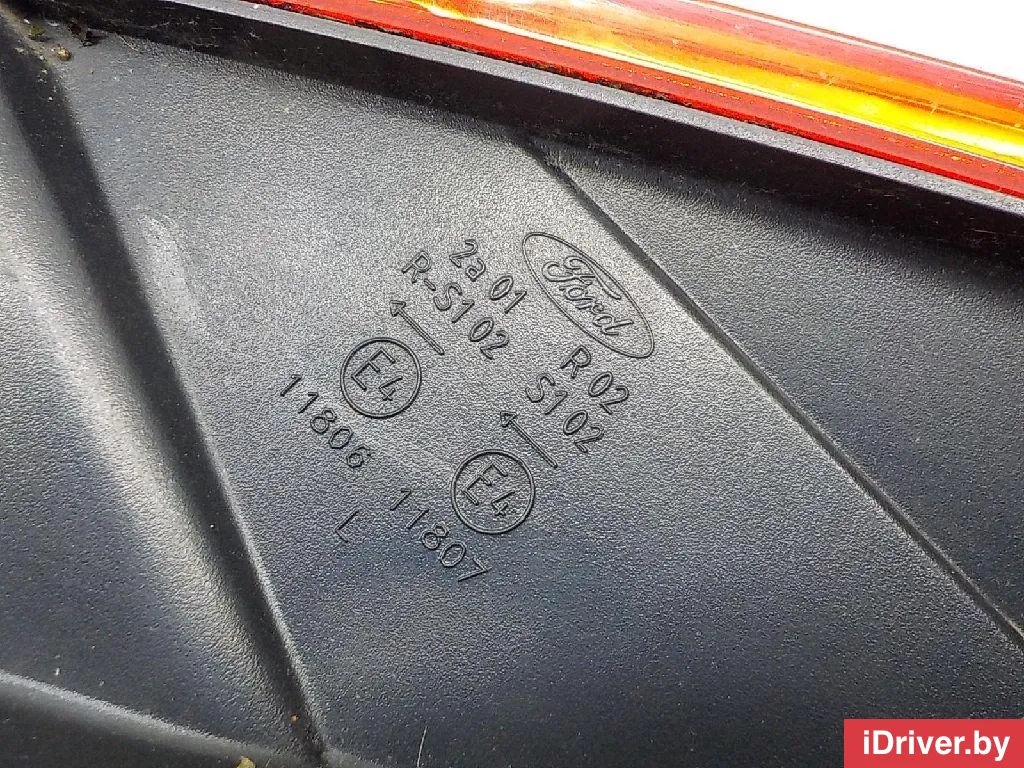 Ford
2a 01 R 02
R-S1 02 S1 02
E4 E4
11806 11807
L
iDriver.by